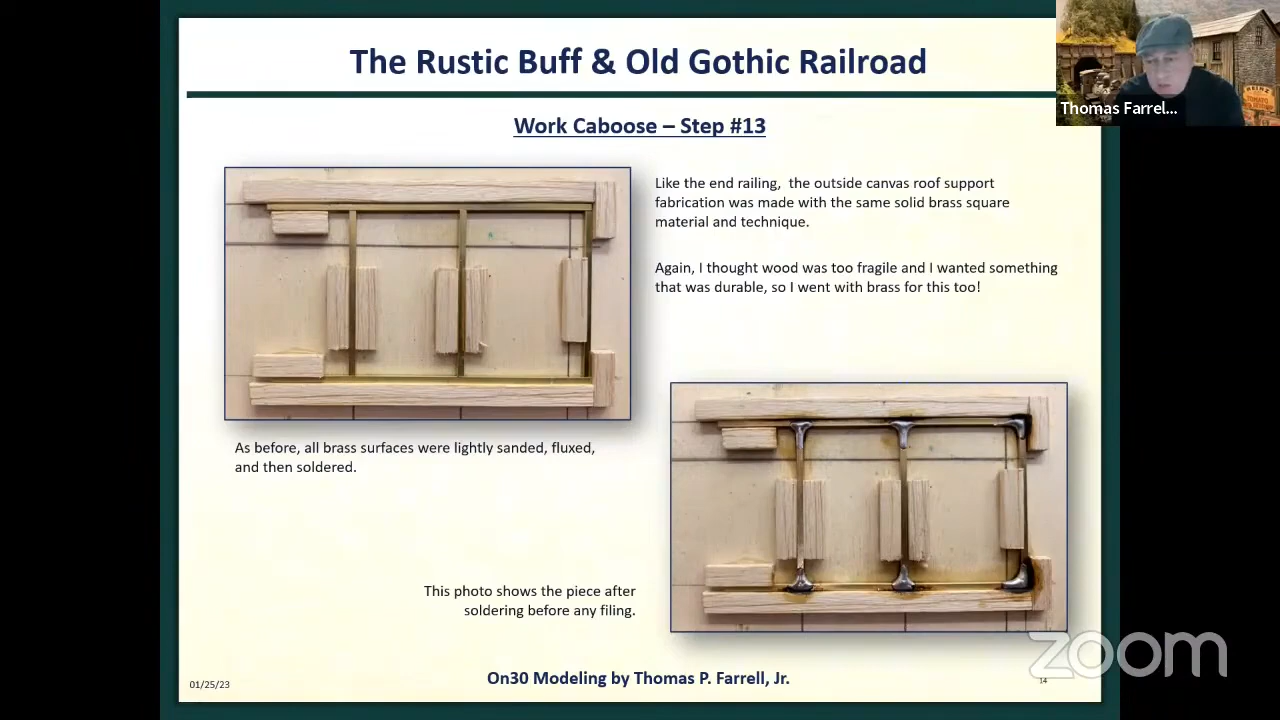 The Rustic Buff & Old Gothic Railroad
Work Caboose – Step #13
Like the end railing,  the outside canvas roof support
fabrication was made with the same solid brass square
material and technique.
Again, I thought wood was too fragile and I wanted something
that was durable, so I went with brass for this too!
As before, all brass surfaces were lightly sanded, fluxed,
and then soldered.
This photo shows the piece after
soldering before any filing.
01/25/23
On30 Modeling by Thomas P. Farrell, Jr.
14
Thomas Farrel...
HEINZ
TOMATO
zoom